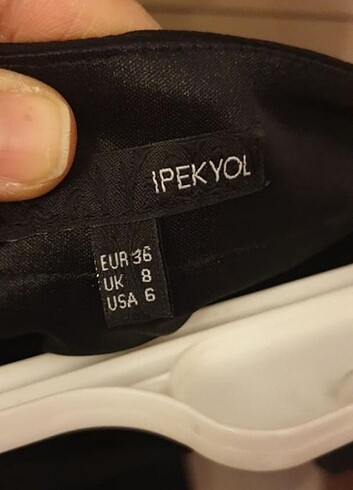 IPEKYOL
EUR 36
UK 8
USA 6